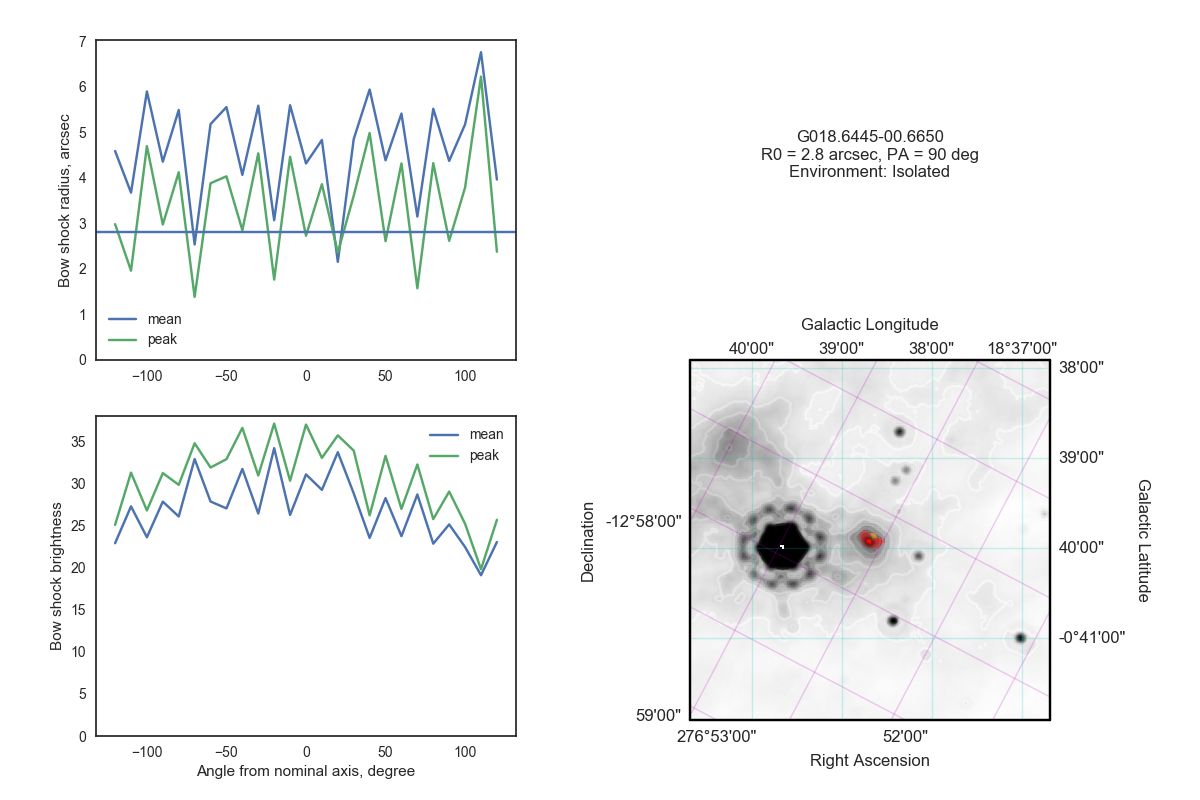 7
6
5
4
3
2
1
0
Bow shock radius, arcsec
mean
peak
−100
−50
0
50
100
35
30
25
20
15
10
5
0
Bow shock brightness
mean
peak
−100
−50
0
50
100
Angle from nominal axis, degree
G018.6445-00.6650
R0 = 2.8 arcsec, PA = 90 deg
Environment: Isolated
Galactic Longitude
40'00" 39'00" 38'00" 18°37'00"
38'00"
39'00"
40'00"
-0°41'00"
Galactic Latitude
Declination
-12°58'00"
59'00"
276°53'00" 52'00"
Right Ascension